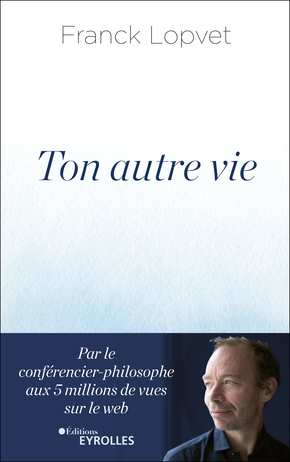 Franck Lopvet
Ton autre vie
Par le
conférencier-philosophe
aux 5 millions de vues
sur le web
Éditions
EYROLLES